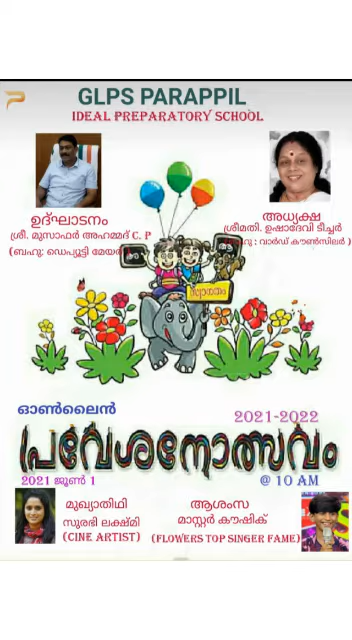 GLPS PARAPPIL
IDEAL PREPARATORY SCHOOL
ഉദ്ഘാടനം
ശ്രീ. മുസാഫർ അഹമ്മദ് C. P
(ബഹു: ഡെപ്യൂട്ടി മേയർ
അധ്യക്ഷ
ശ്രീമതി. ഉഷാദേവി ടീച്ചർ
: വാർഡ് കൗൺസിലർ )
സ്വാഗതം
ഓൺലൈൻ
2021-2022
പ്രവേശനോത്സവം
2021 ജൂൺ 1
@ 10 AM
മുഖ്യാതിഥി
സുരഭി ലക്ഷ്മി
(CINE ARTIST)
ആശംസ
മാസ്റ്റർ കൗഷിക്
(FLOWERS TOP SINGER FAME)